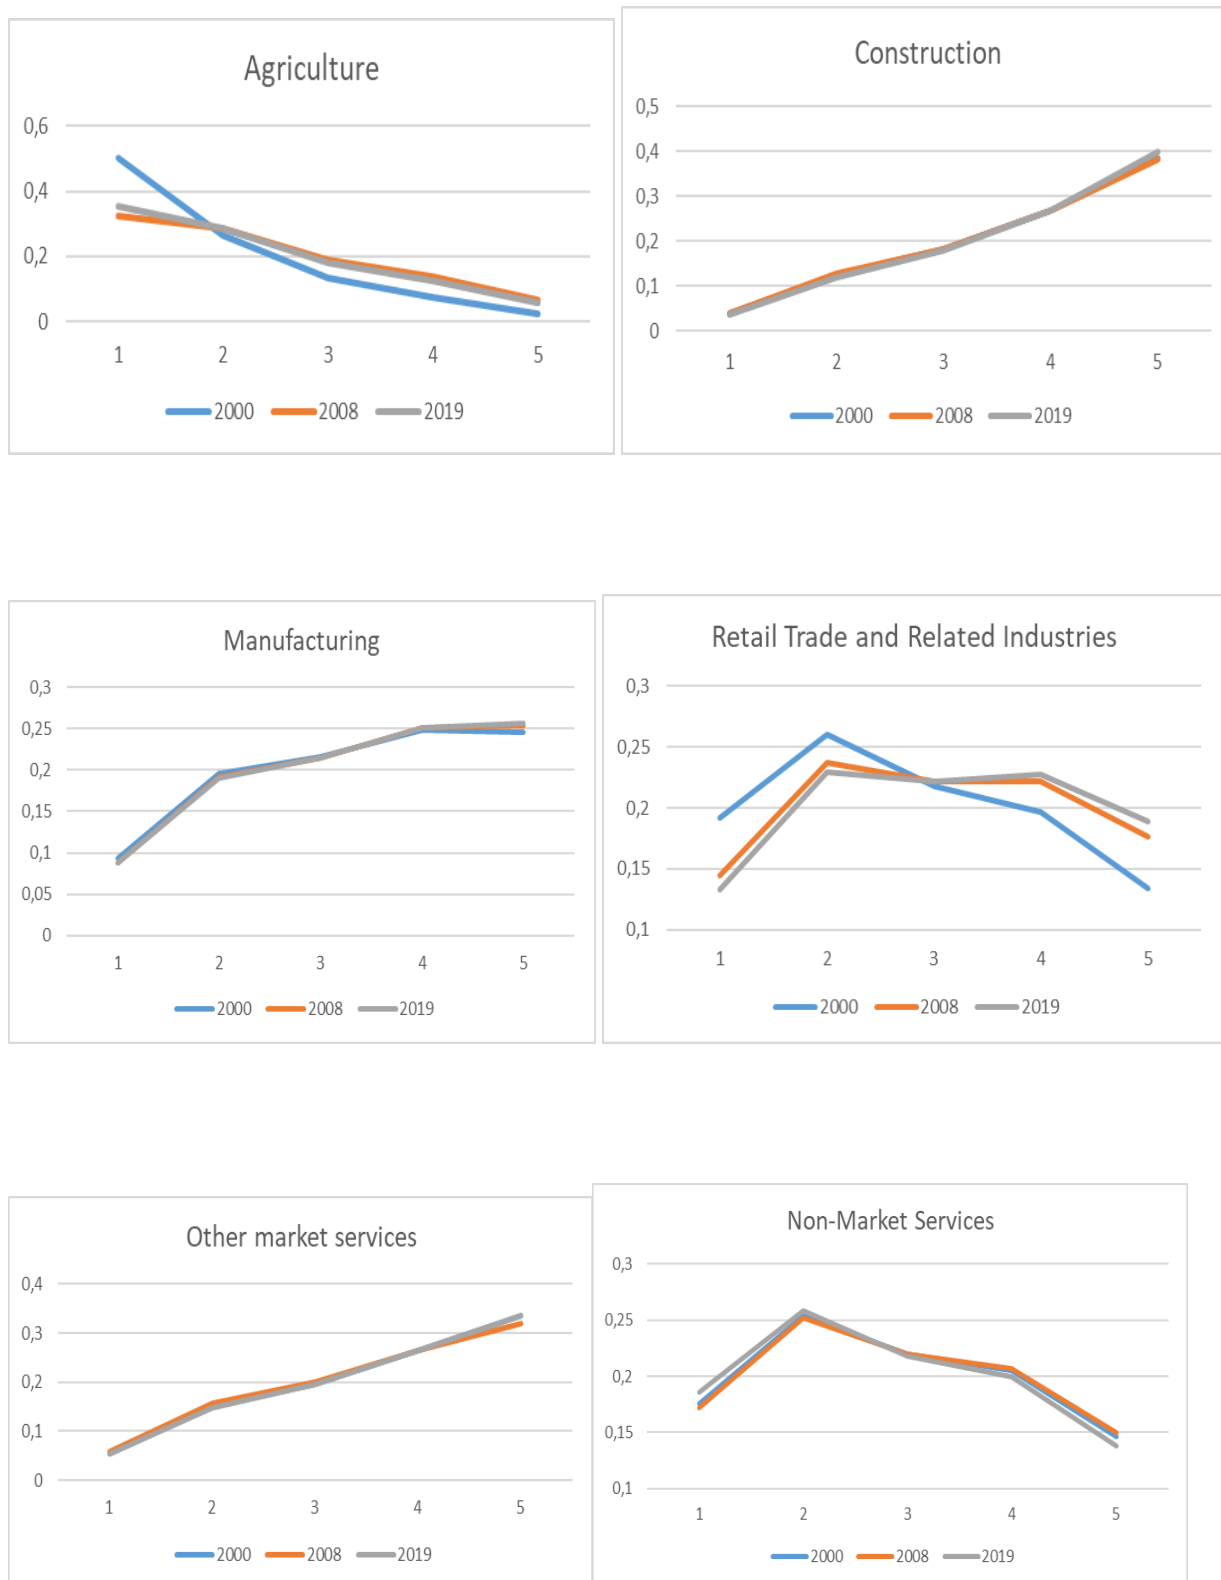 Agriculture
0,6
0,4
0,2
0
1 2 3 4 5
2000 2008 2019
Construction
0,5
0,4
0,3
0,2
0,1
0
1 2 3 4 5
2000 2008 2019
Manufacturing
0,3
0,25
0,2
0,15
0,1
0,05
0
1 2 3 4 5
2000 2008 2019
Retail Trade and Related Industries
0,3
0,25
0,2
0,15
0,1
1 2 3 4 5
2000 2008 2019
Other market services
0,4
0,3
0,2
0,1
0
1 2 3 4 5
2000 2008 2019
Non-Market Services
0,3
0,25
0,2
0,15
0,1
1 2 3 4 5
2000 2008 2019